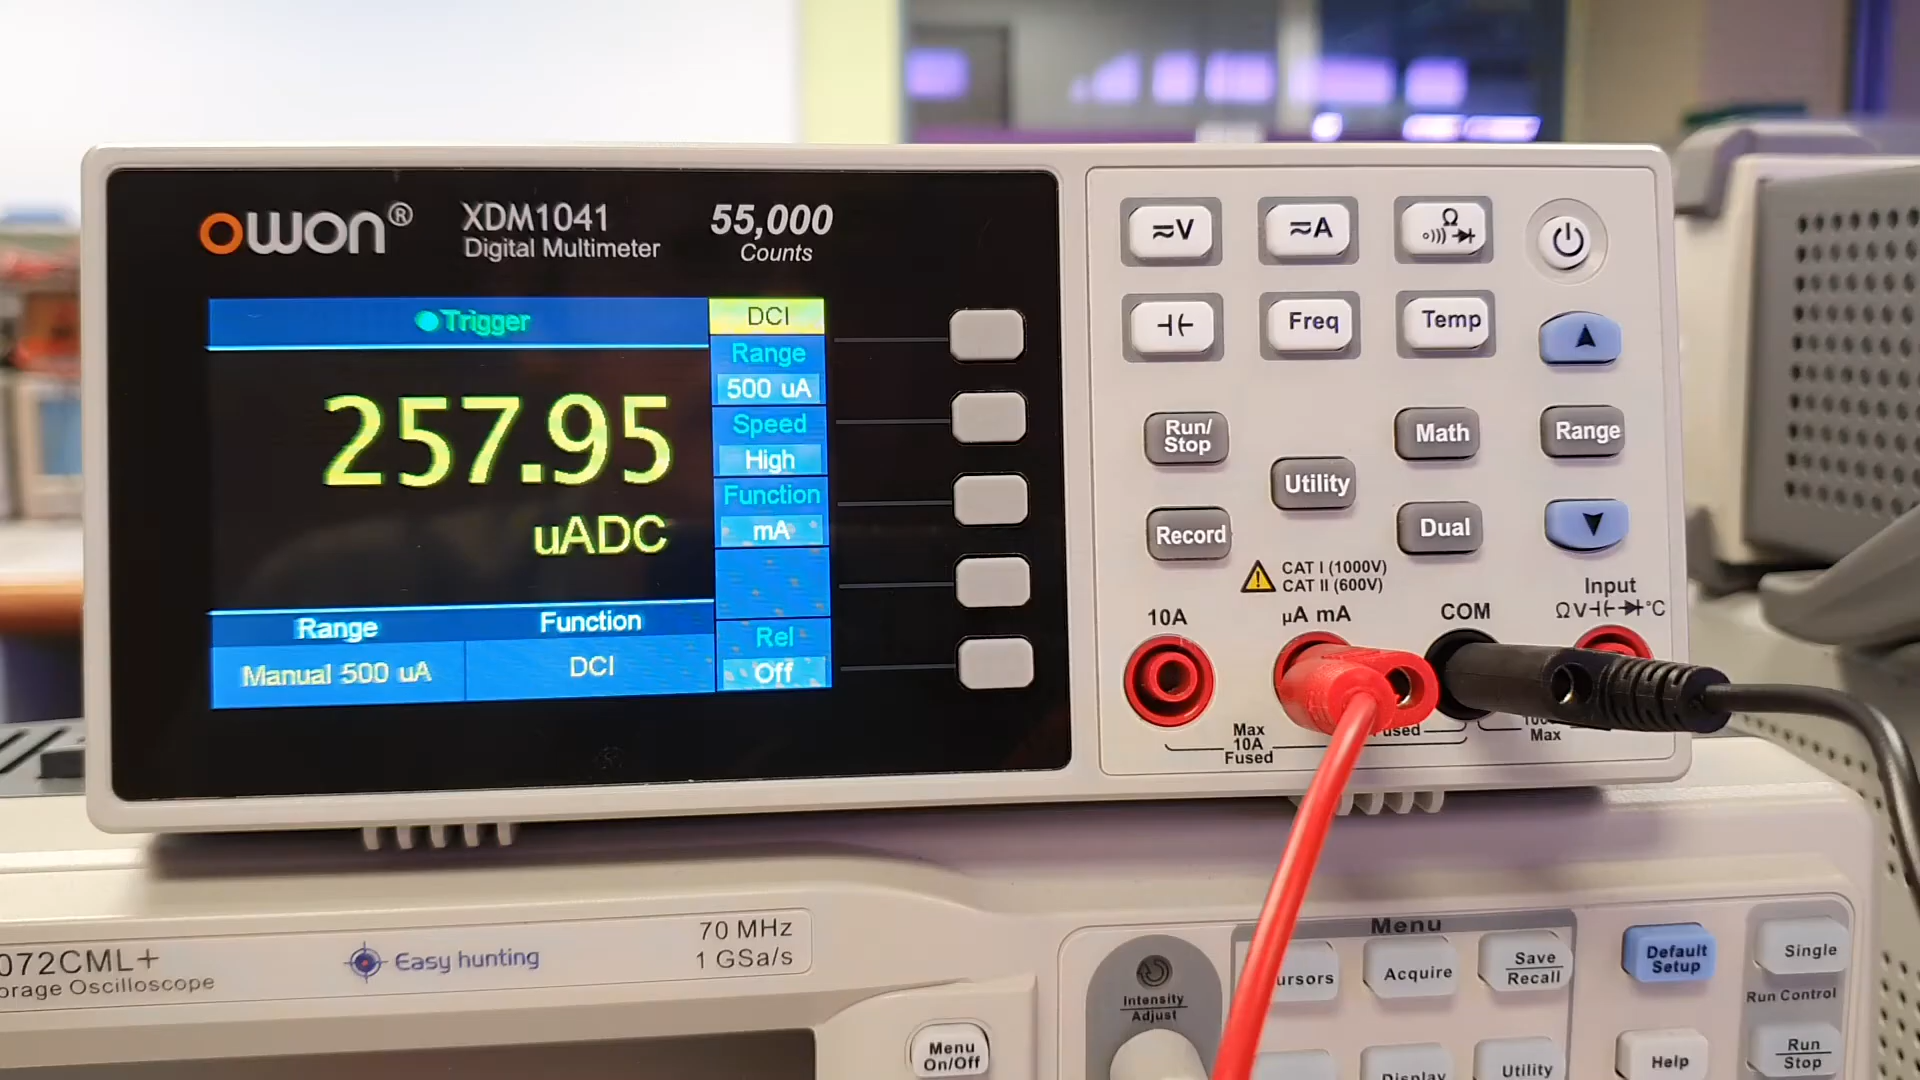 owon®
XDM1041
Digital Multimeter
55,000
Counts
Trigger
257.95
uADC
Range
Function
Manual 500 uA
DCI
DCI
Range
500 uA
Speed
High
Function
mA
Rel
Off
≂V
≂A
Ω
Freq
Temp
Run/
Stop
Math
Range
Utility
Record
Dual
CAT I (1000V)
CAT II (600V)
Input
10A
µA mA
COM
ΩV °C
Max
10A
Fused
Max
072CML+
orage Oscilloscope
Easy hunting
70 MHz
1 GSa/s
Menu
On/Off
Intensity
Adjust
Menu
ursors
Acquire
Save
Recall
Default
Setup
Single
Run Control
Display
Utility
Help
Run
Stop